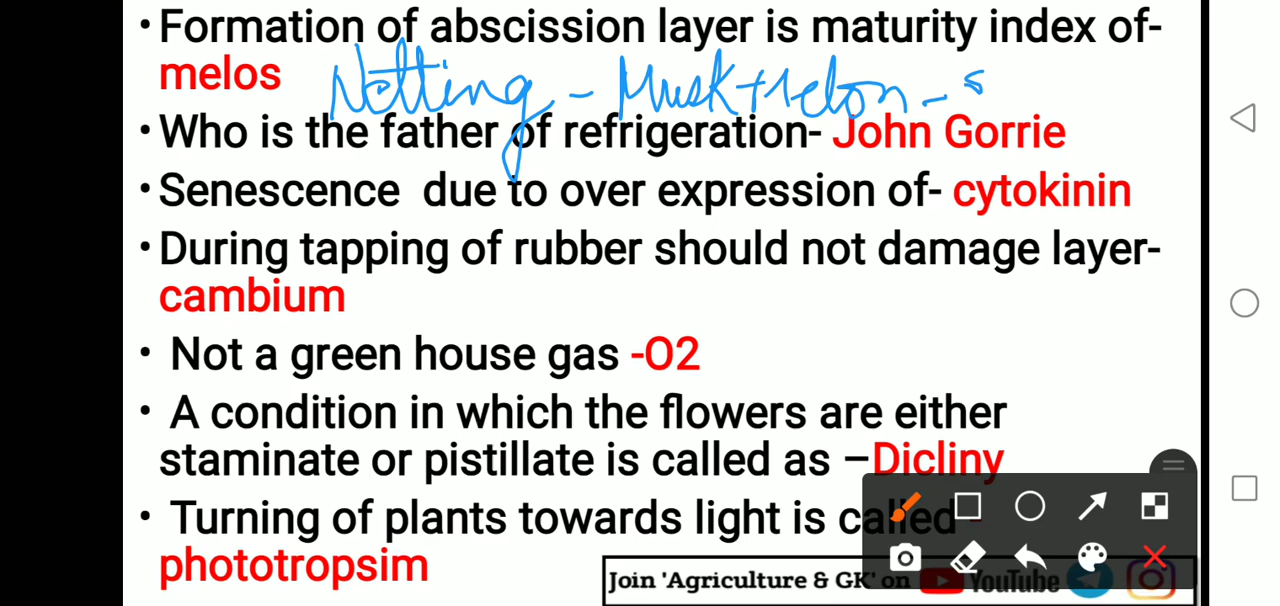 • Formation of abscission layer is maturity index of-
melos
Netting - Musk+Melon -
• Who is the father of refrigeration- John Gorrie
• Senescence due to over expression of- cytokinin
• During tapping of rubber should not damage layer-
cambium
• Not a green house gas -O2
• A condition in which the flowers are either
staminate or pistillate is called as –Dicliny
• Turning of plants towards light is called -
phototropsim
Join 'Agriculture & GK' on YouTube